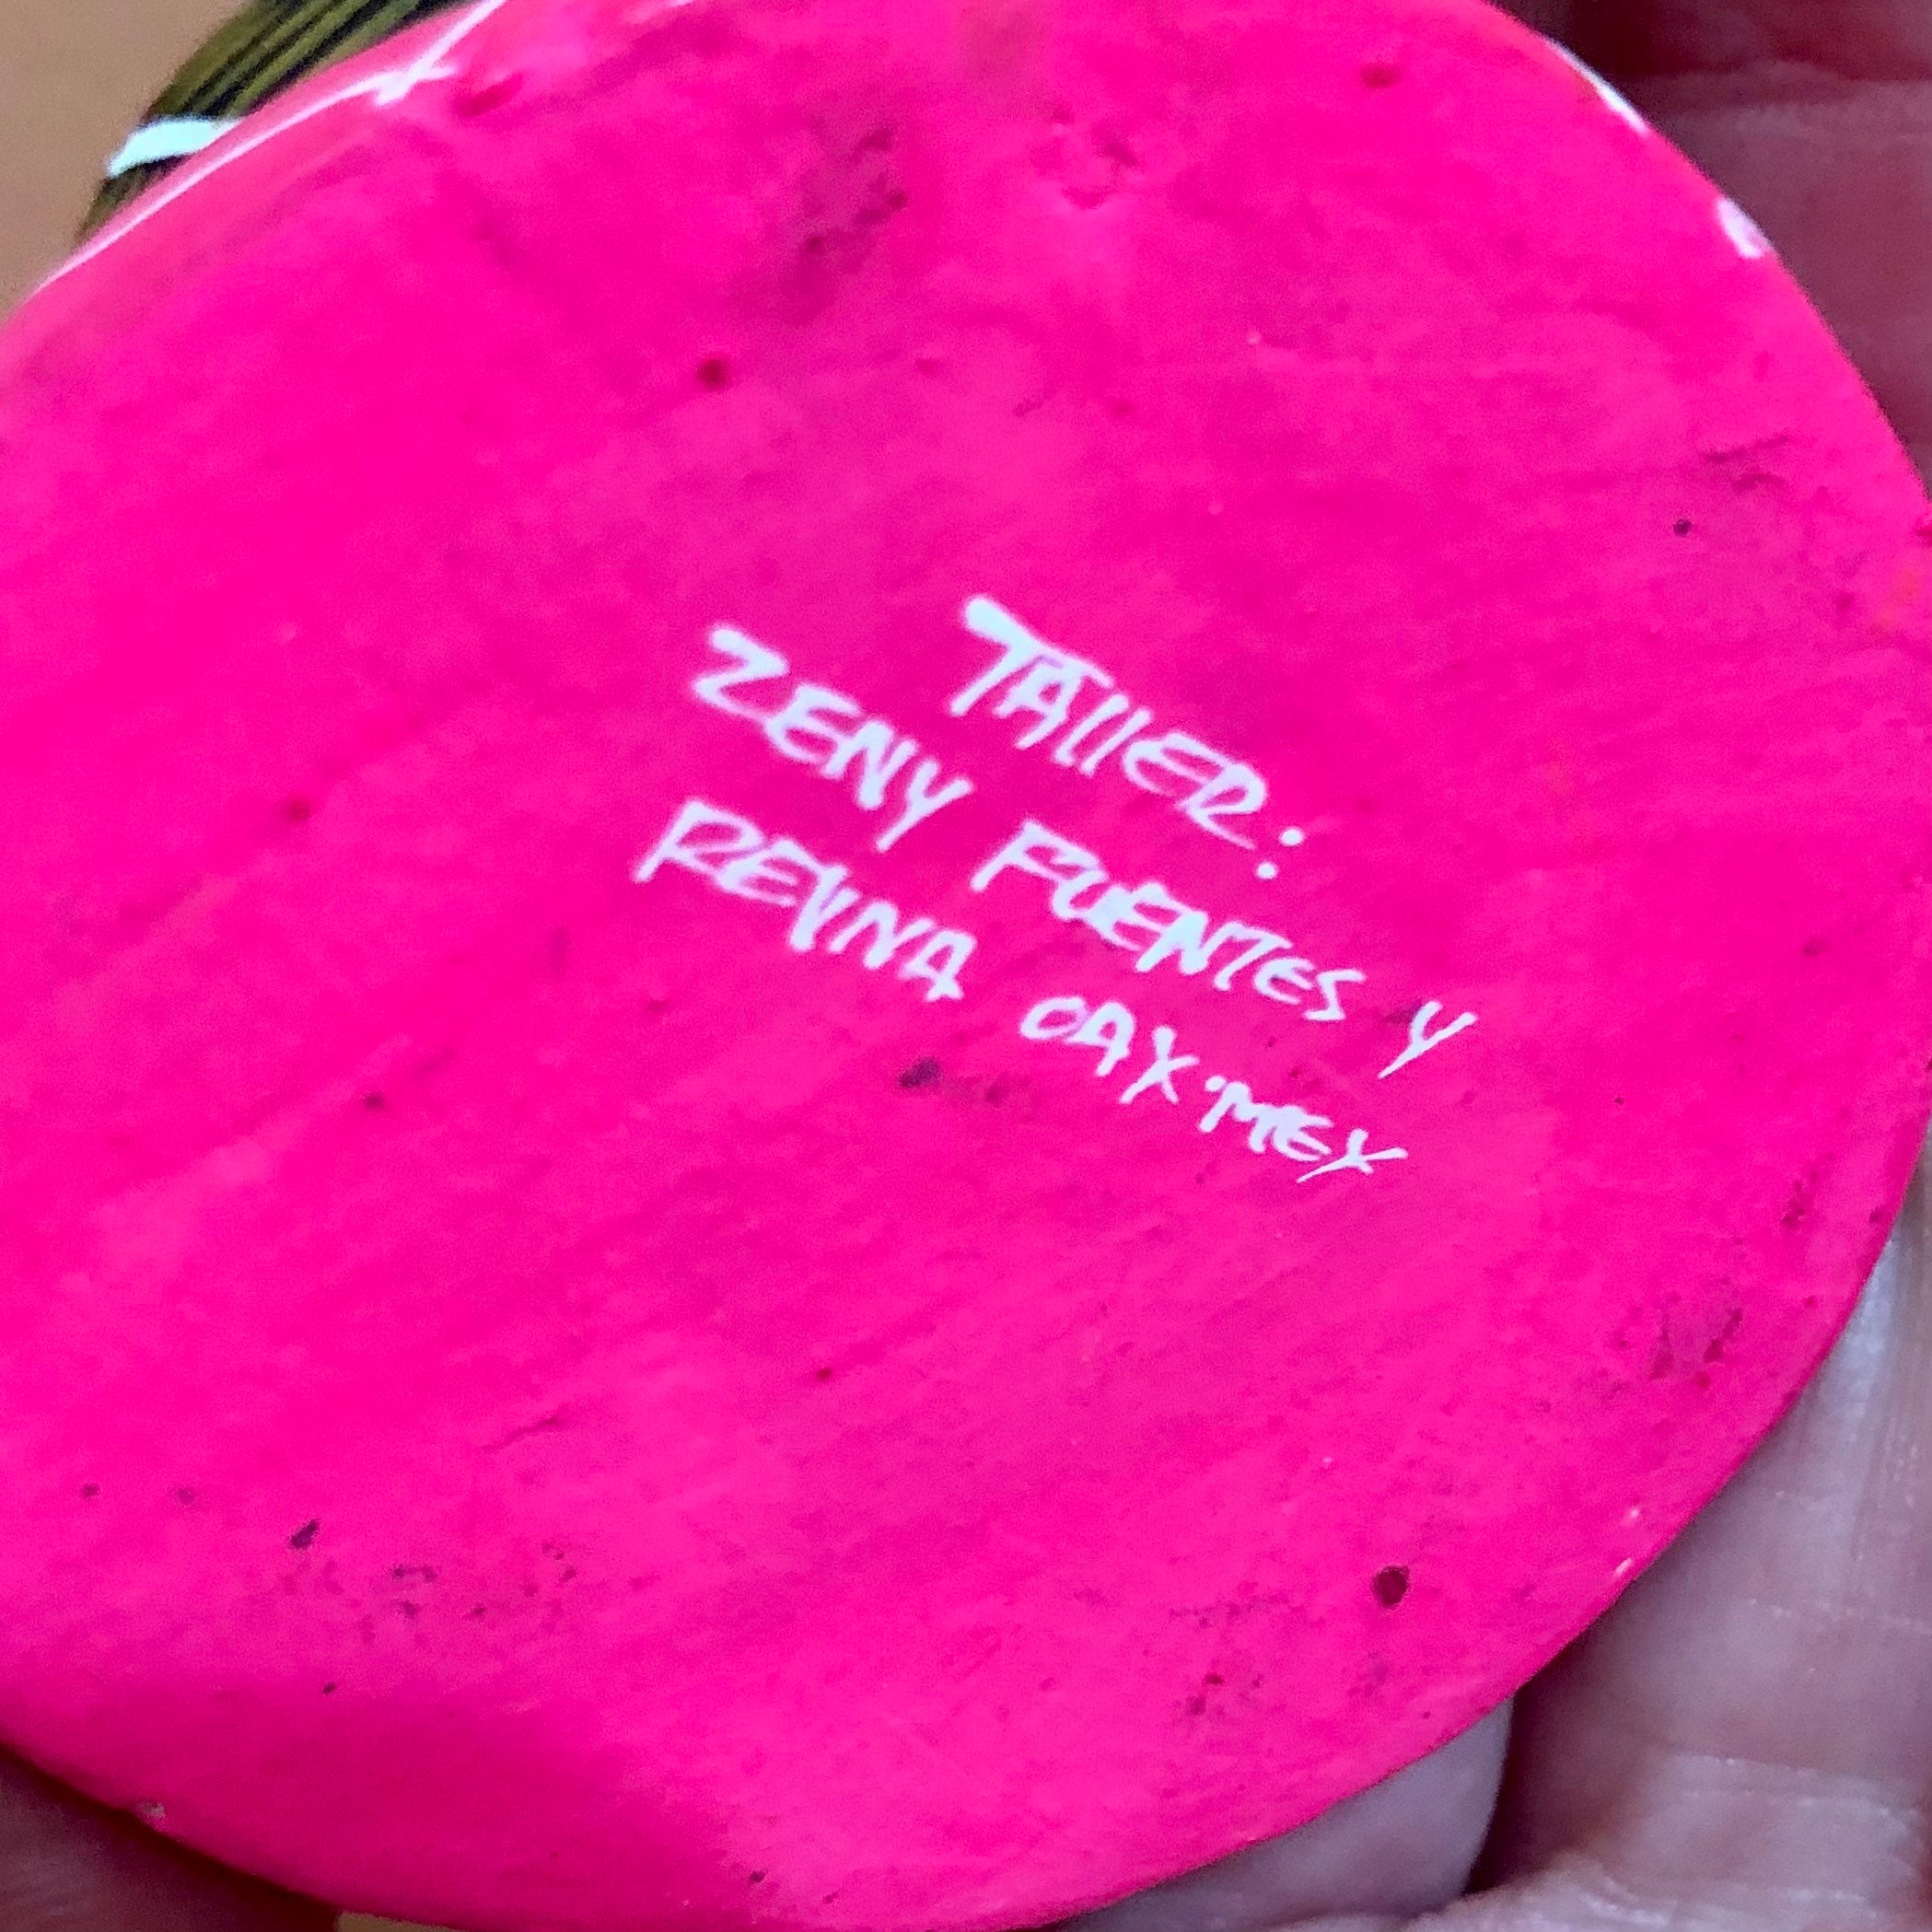 TALLER:
ZENY FUENTES Y
REYNA OAX·MEX